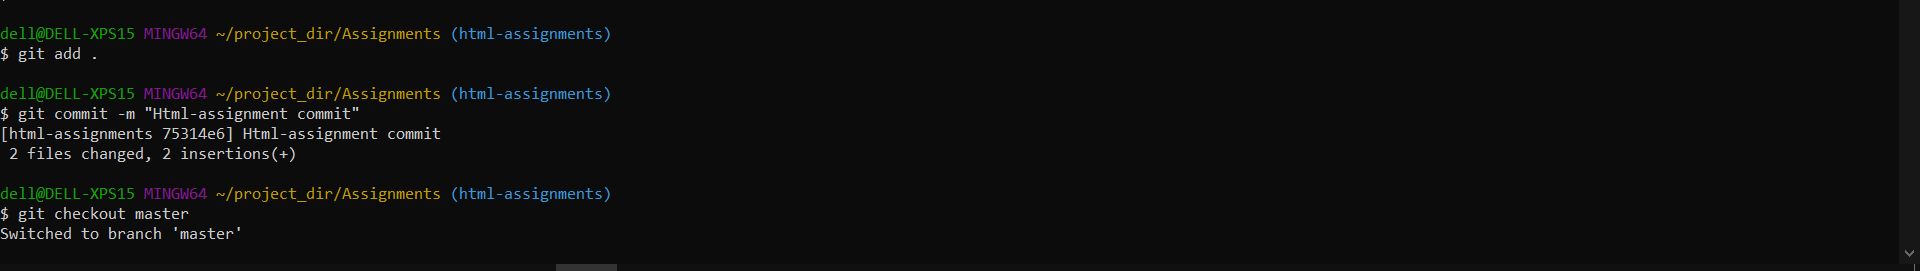 dell@DELL-XPS15 MINGW64 ~/project_dir/Assignments (html-assignments)
$ git add .
dell@DELL-XPS15 MINGW64 ~/project_dir/Assignments (html-assignments)
$ git commit -m "Html-assignment commit"
[html-assignments 75314e6] Html-assignment commit
 2 files changed, 2 insertions(+)
dell@DELL-XPS15 MINGW64 ~/project_dir/Assignments (html-assignments)
$ git checkout master
Switched to branch 'master'